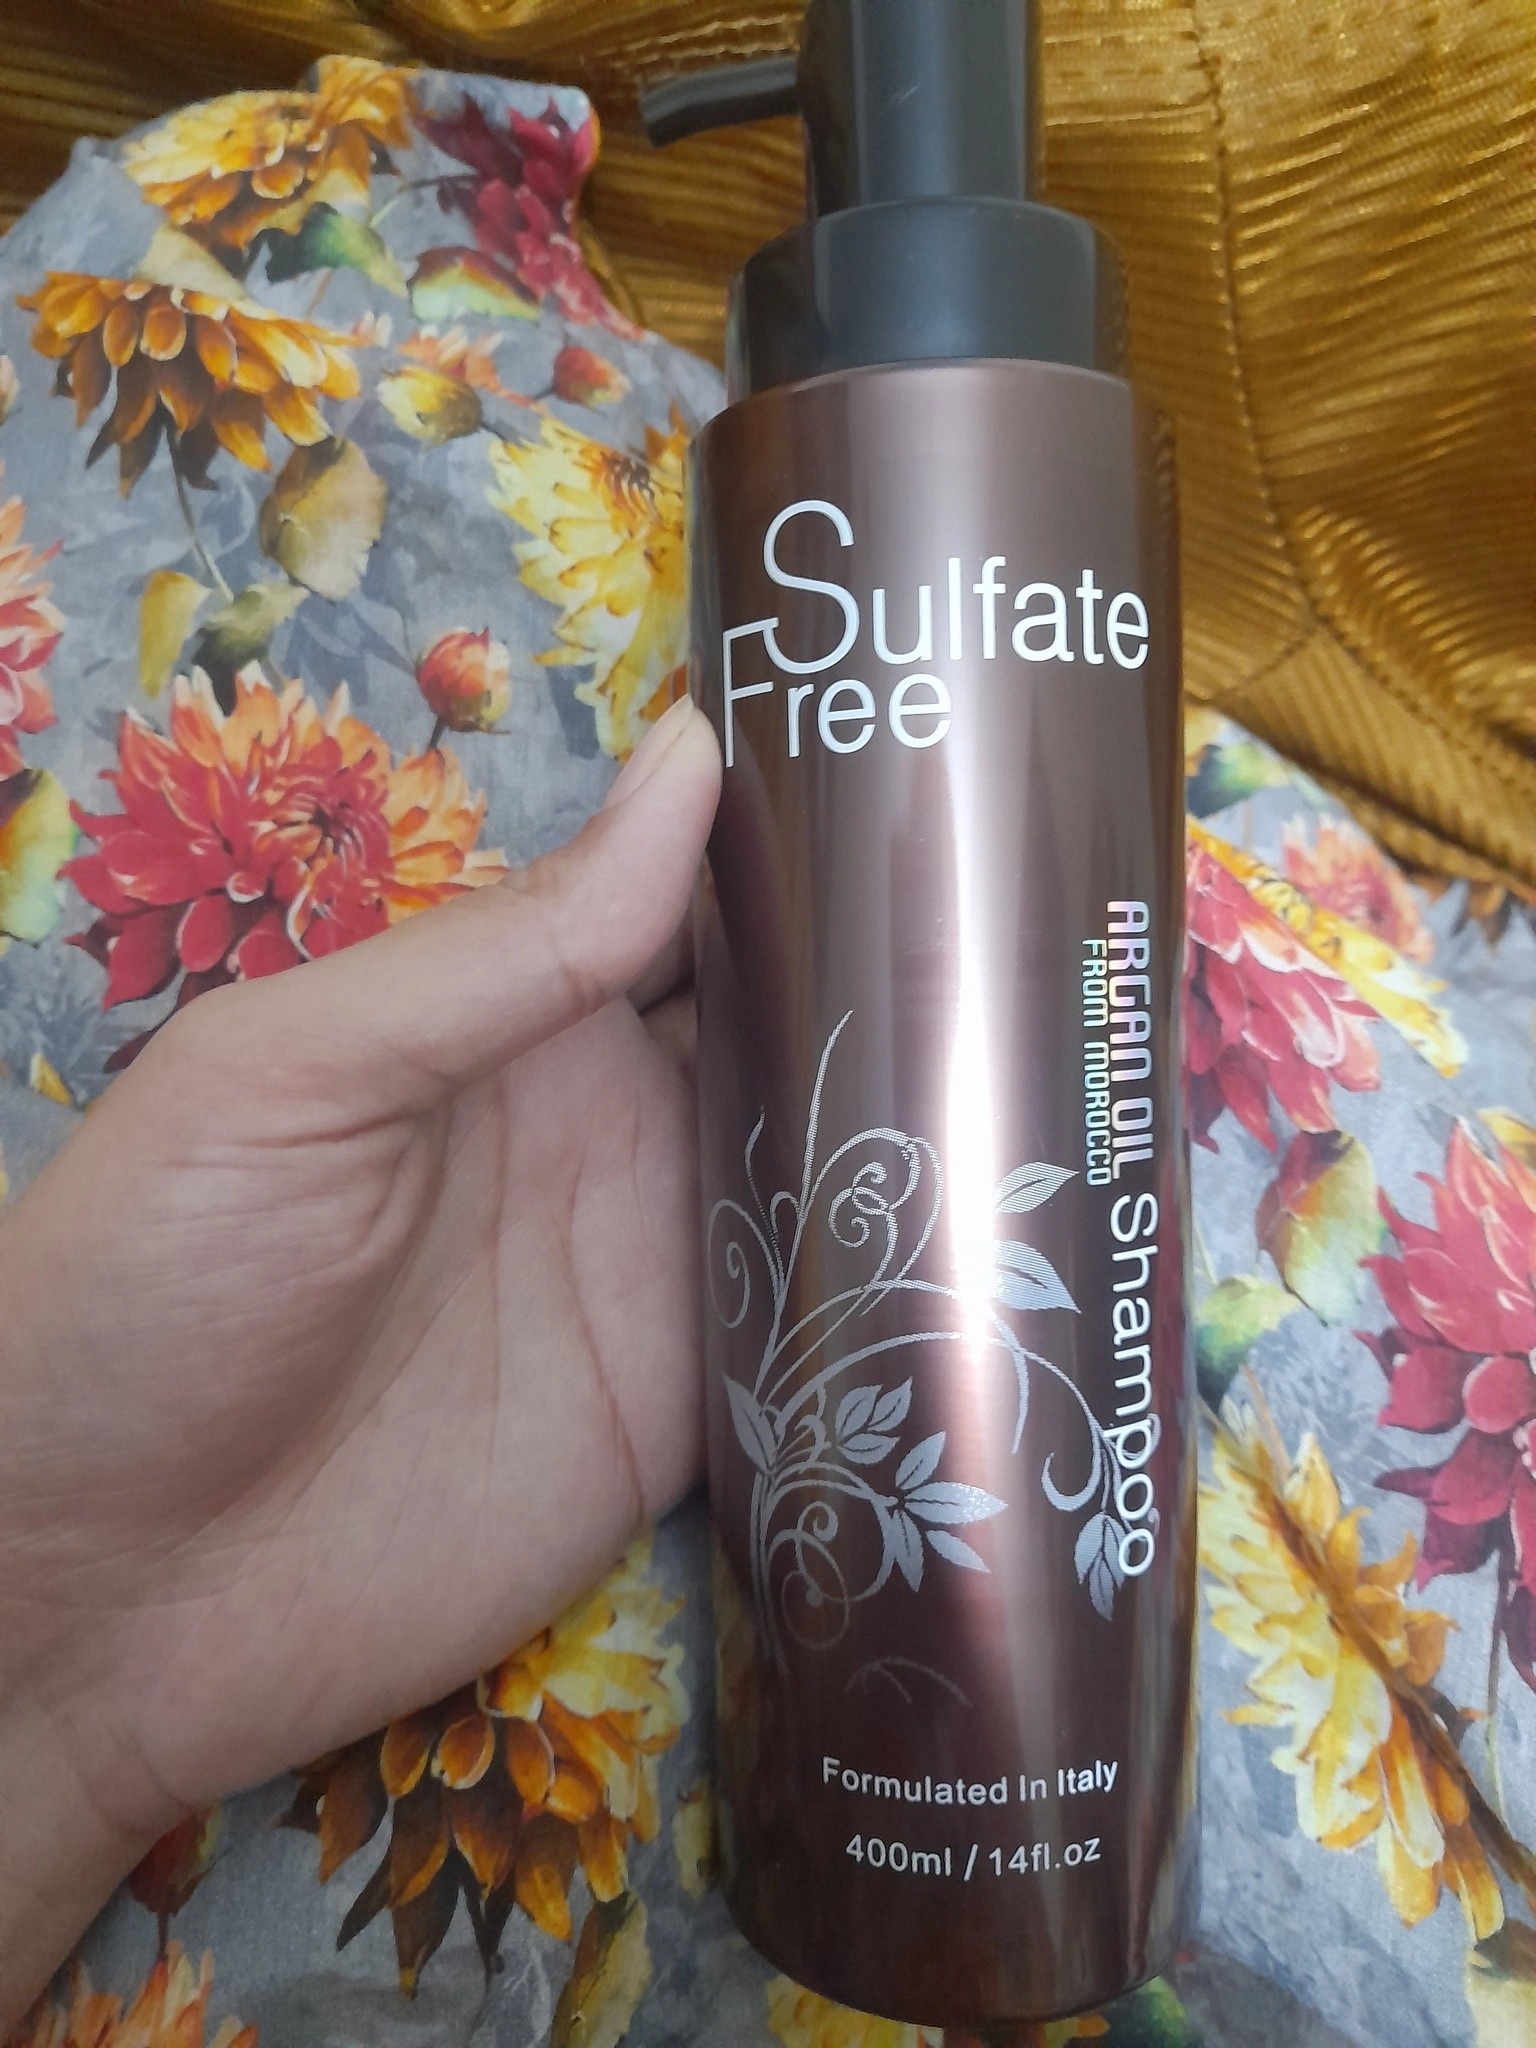 Sulfate
Free
ARGAN OIL Shampoo
FROM MOROCCO
Formulated In Italy
400ml / 14fl.oz